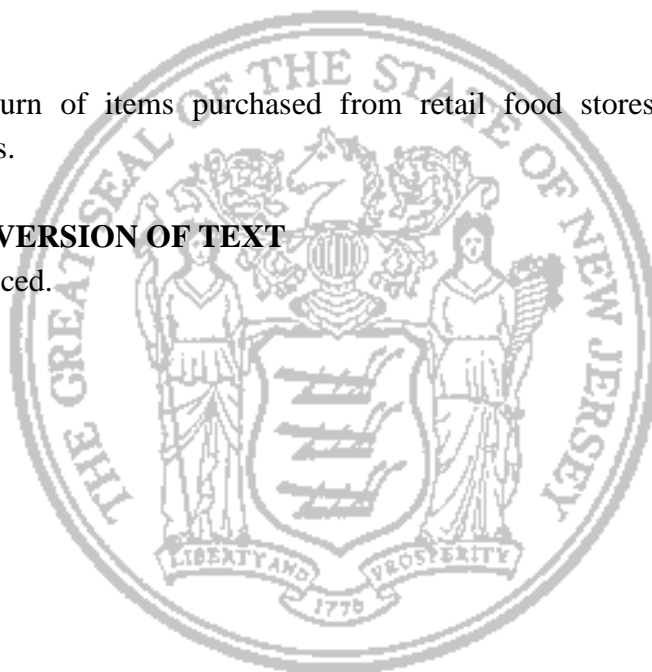 urn of items purchased from retail food stores
s.
VERSION OF TEXT
ced.
THE GREAT SEAL OF THE STATE OF NEW JERSEY
LIBERTY AND PROSPERITY
1776